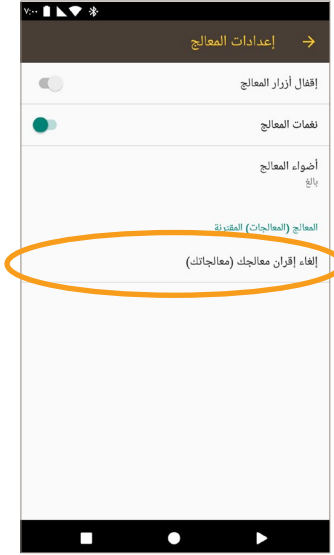 ٧:٠٠
إعدادات المعالج
إقفال أزرار المعالج
نغمات المعالج
أضواء المعالج
بالغ
المعالج (المعالجات) المقترنة
إلغاء إقران معالجك (معالجاتك)